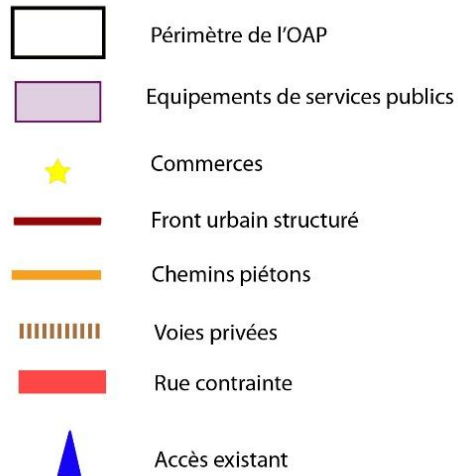 Périmètre de l'OAP
Equipements de services publics
Commerces
Front urbain structuré
Chemins piétons
Voies privées
Rue contrainte
Accès existant